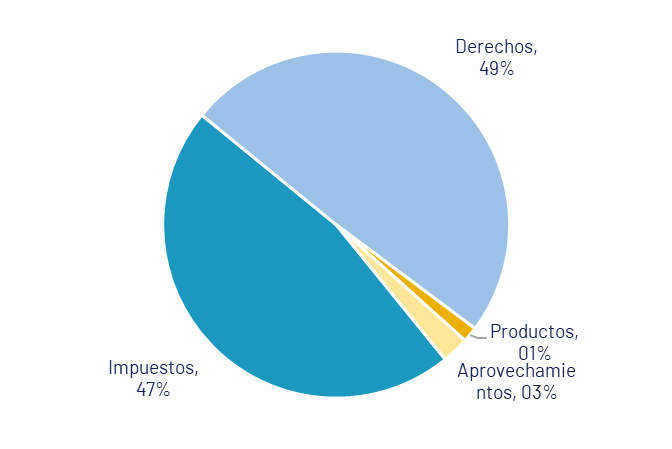 Derechos,
49%
Productos,
01%
Aprovechamie
ntos, 03%
Impuestos,
47%